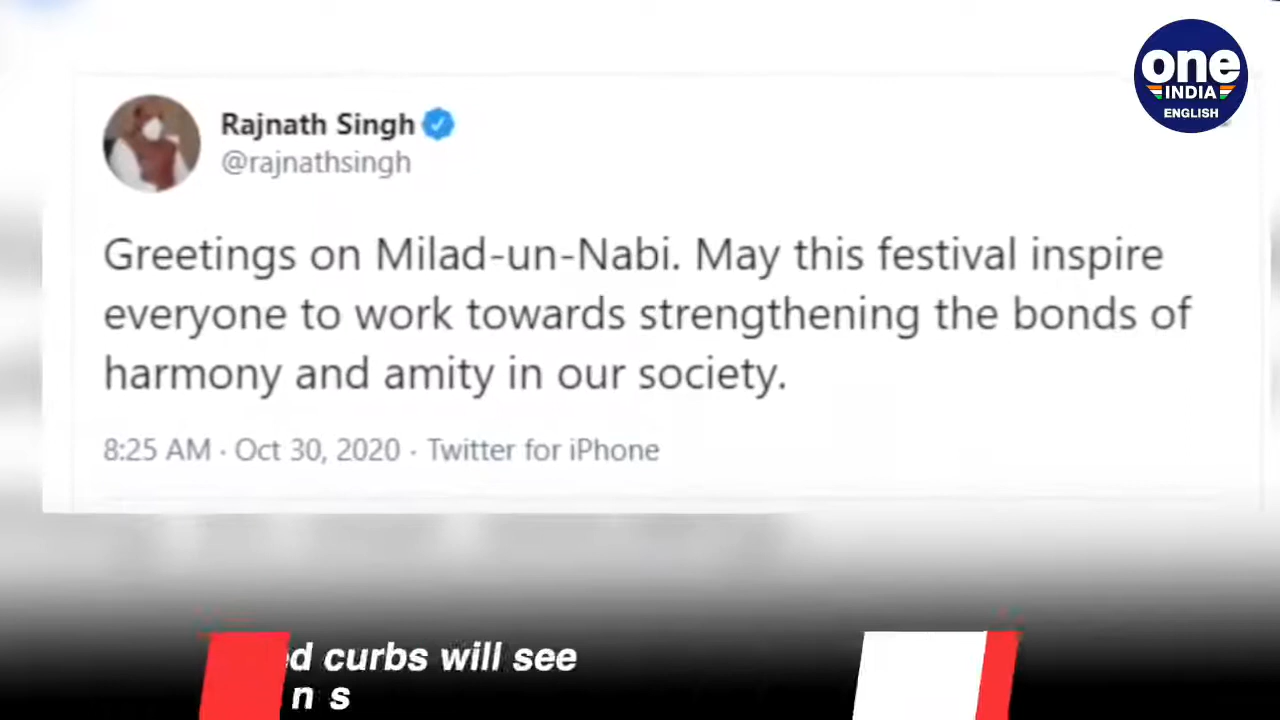 one
INDIA
ENGLISH
Rajnath Singh
@rajnathsingh
Greetings on Milad-un-Nabi. May this festival inspire
everyone to work towards strengthening the bonds of
harmony and amity in our society.
8:25 AM · Oct 30, 2020 · Twitter for iPhone
curbs will see